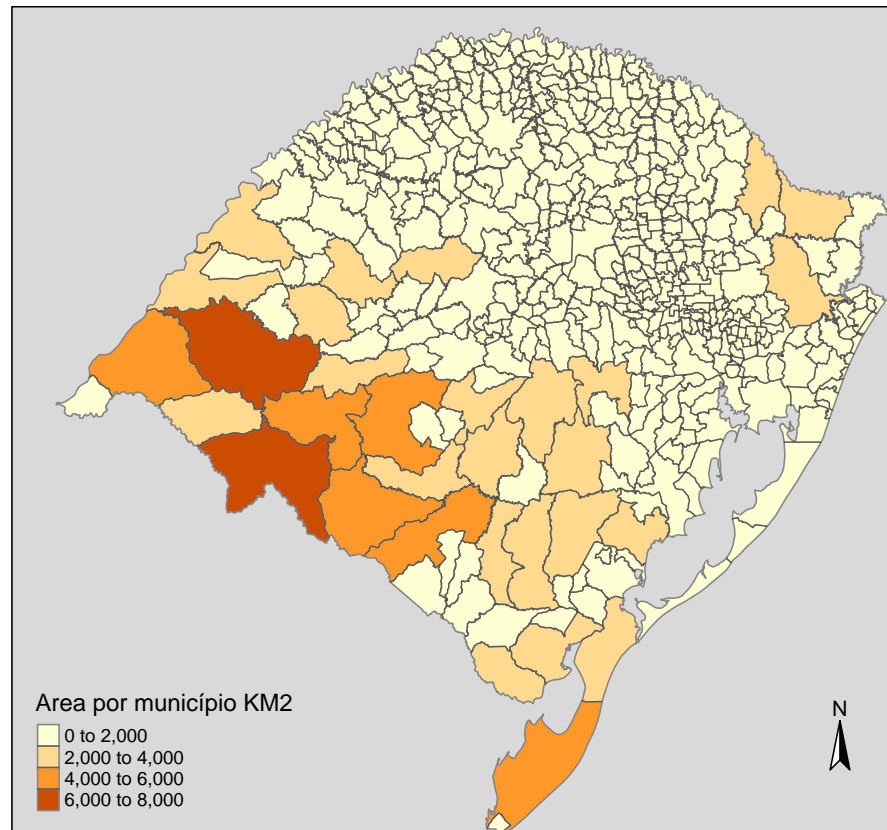 Area por município KM2
0 to 2,000
2,000 to 4,000
4,000 to 6,000
6,000 to 8,000
N